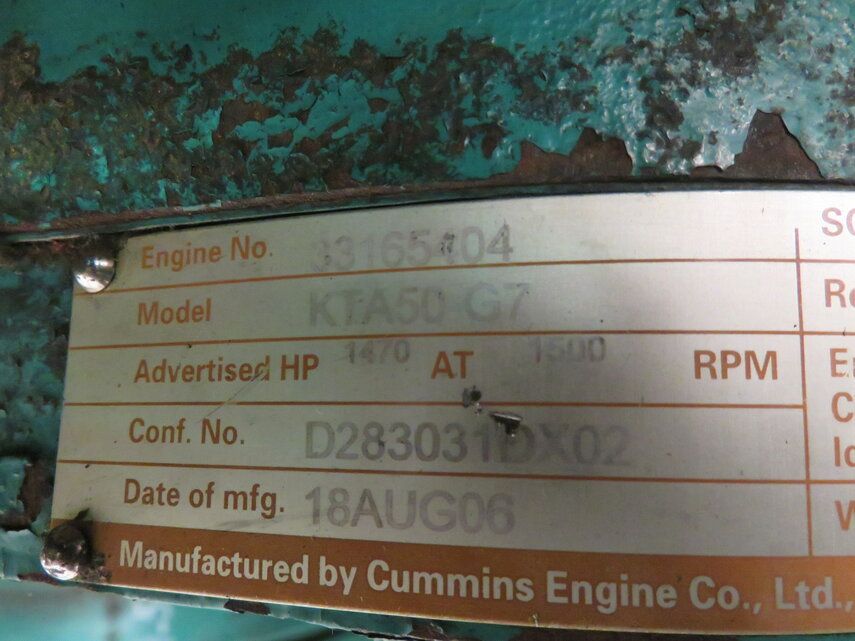 Engine No. 33165404
Model KTA50 G7
Advertised HP 1470 AT 1500 RPM
Conf. No. D283031DX02
Date of mfg. 18AUG06
Manufactured by Cummins Engine Co., Ltd.,